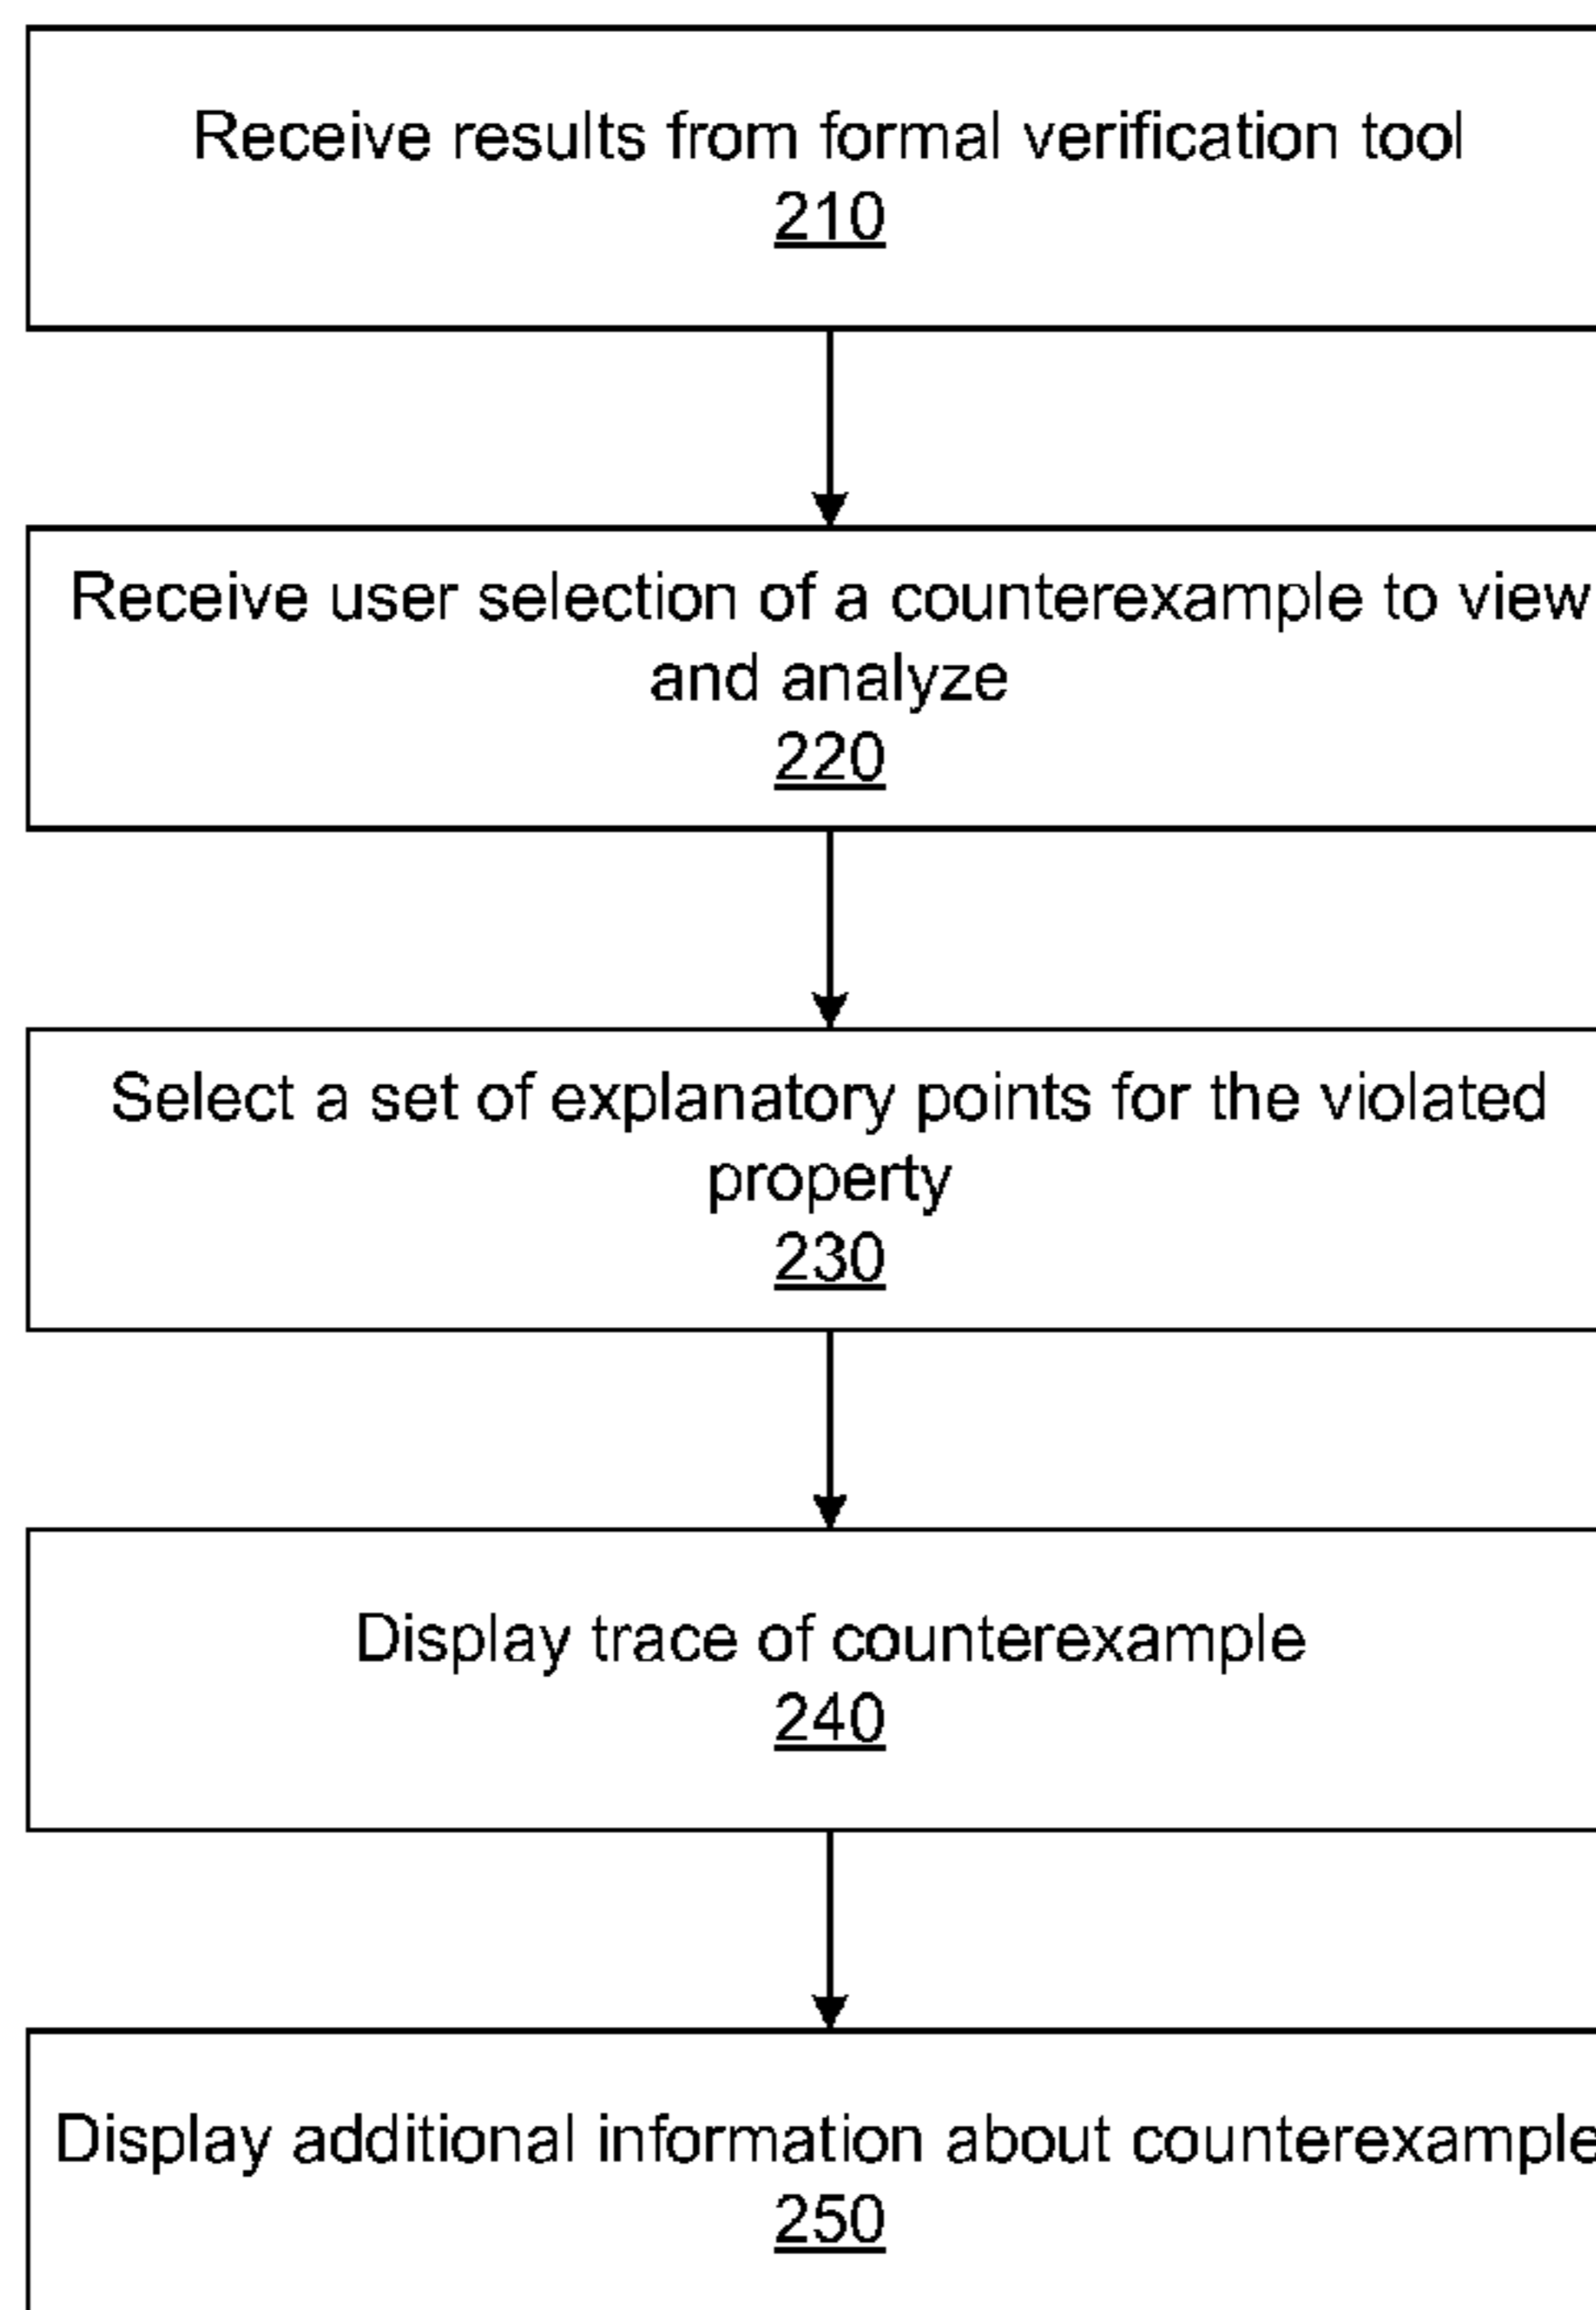 Receive results from formal verification tool
210
Receive user selection of a counterexample to view
and analyze
220
Select a set of explanatory points for the violated
property
230
Display trace of counterexample
240
Display additional information about counterexample
250